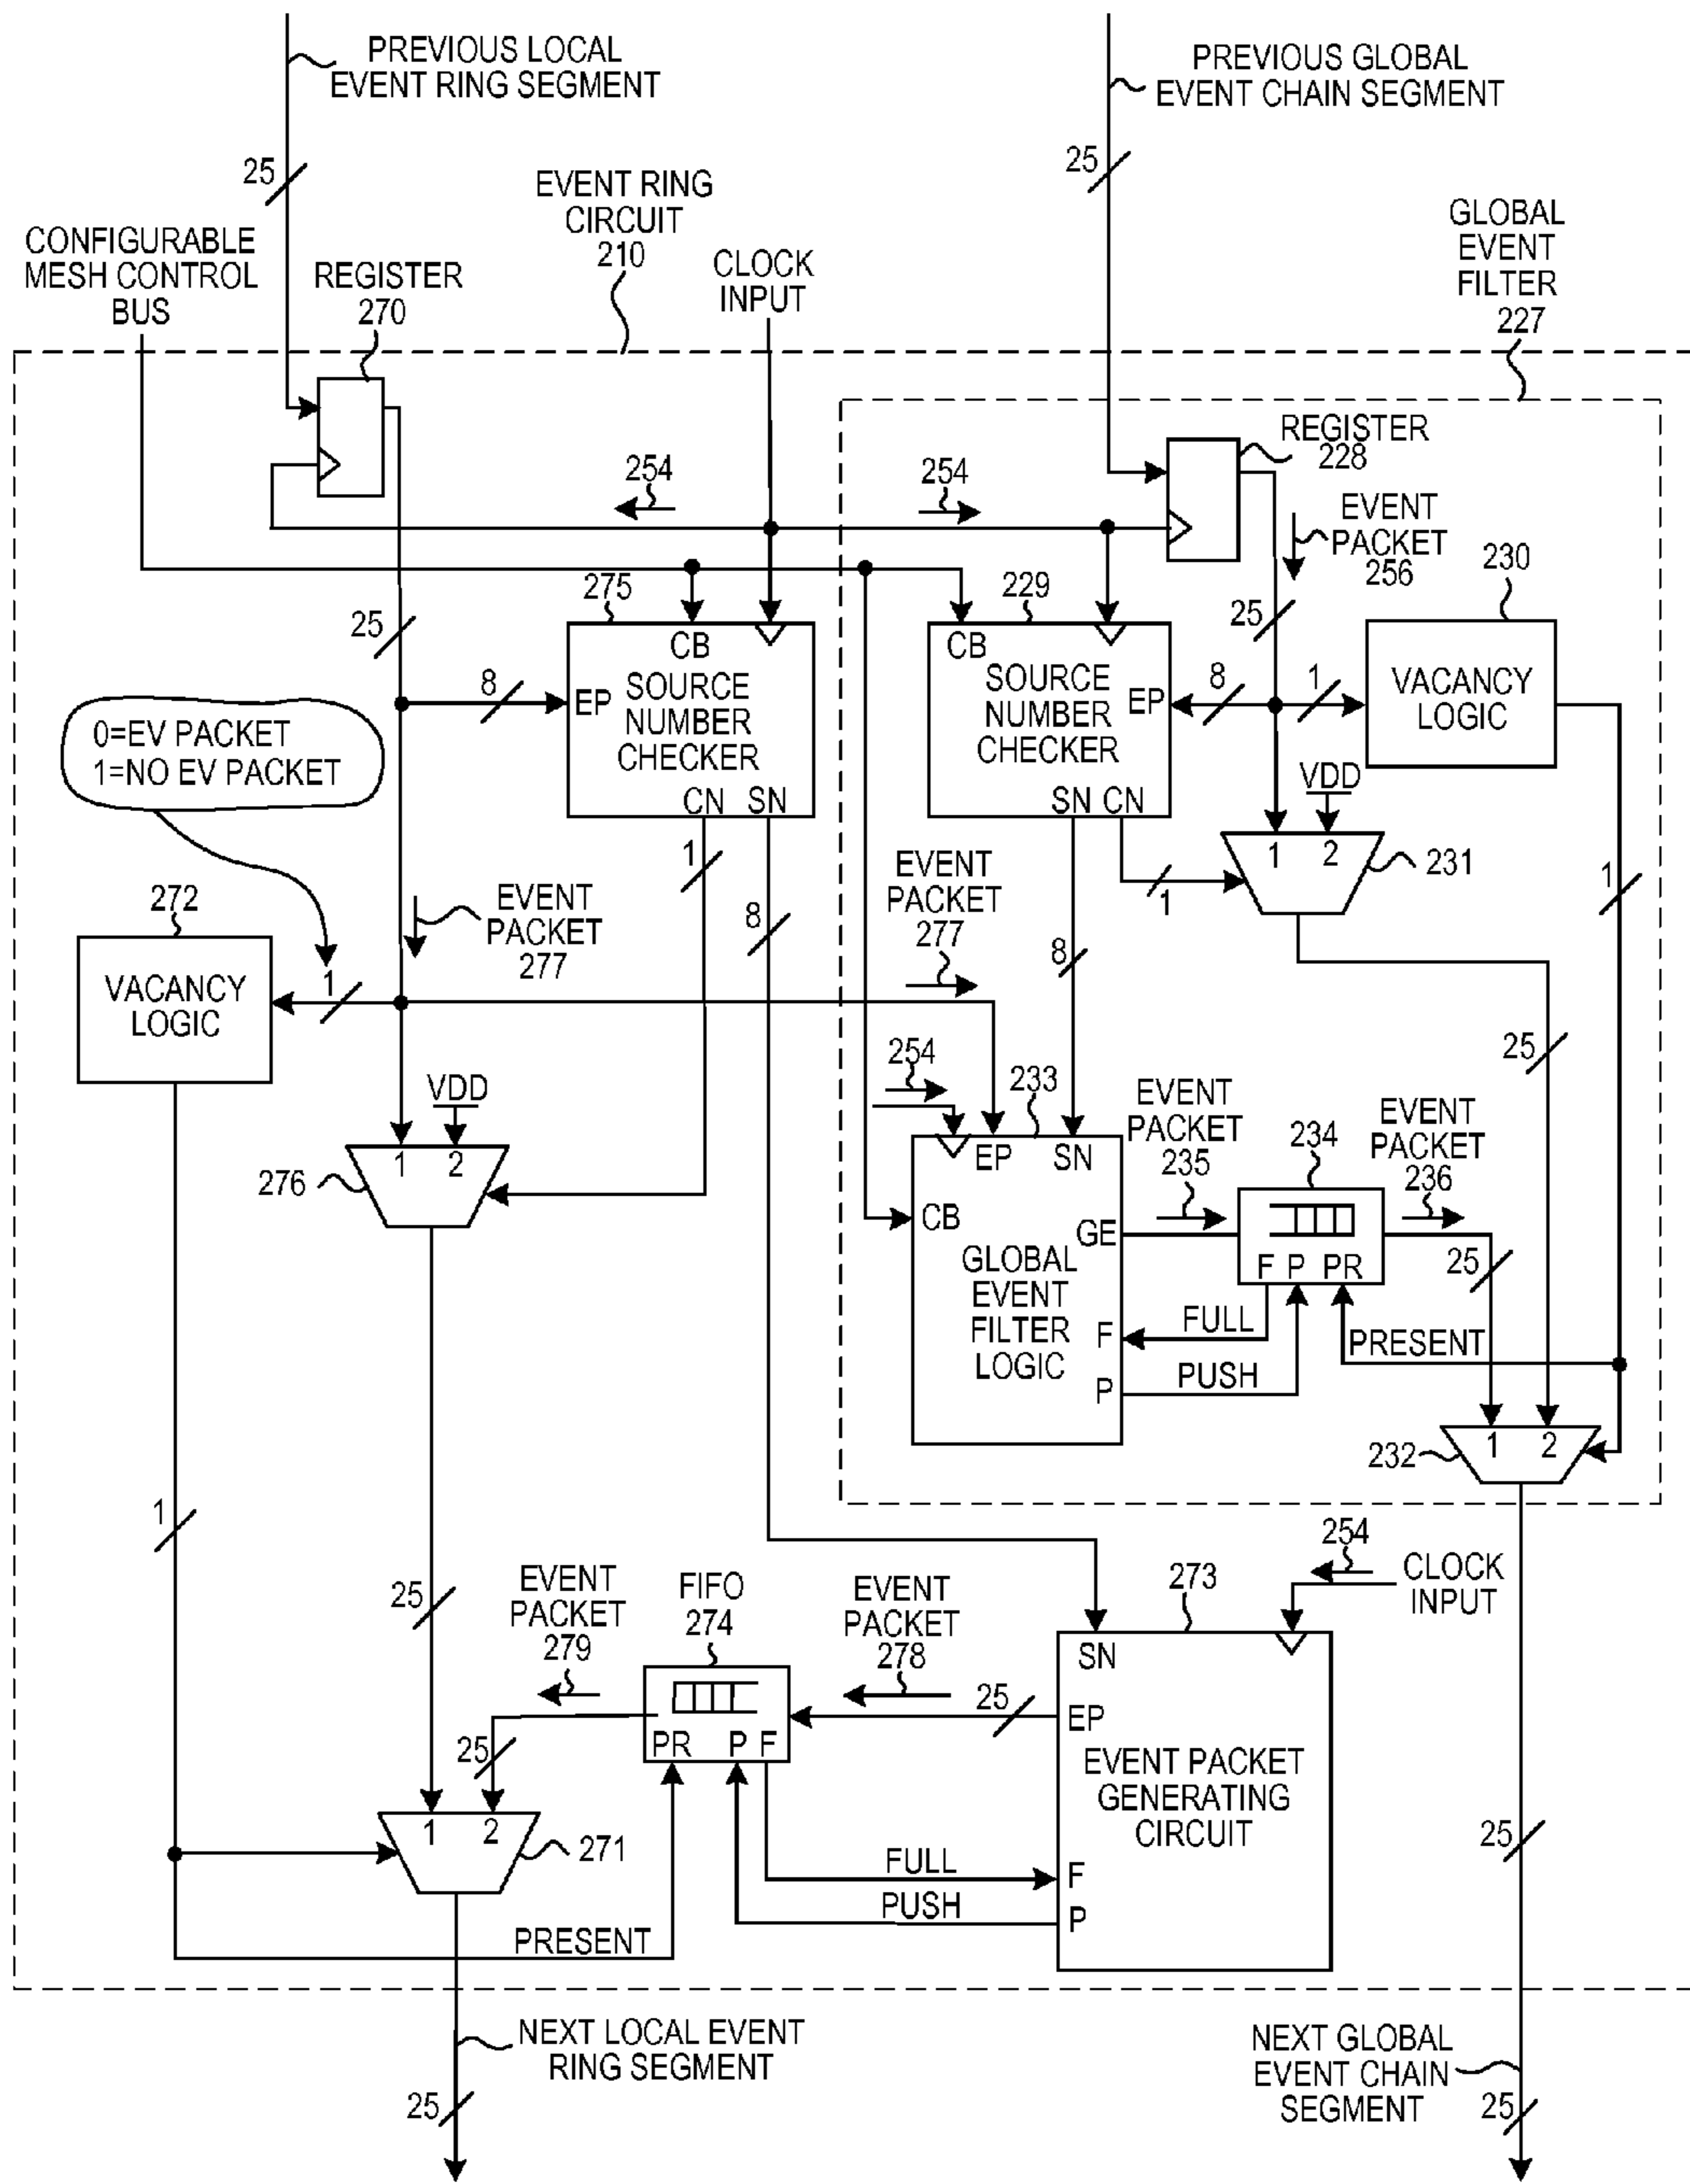 PREVIOUS LOCAL
EVENT RING SEGMENT
PREVIOUS GLOBAL
EVENT CHAIN SEGMENT
25
25
EVENT RING
CIRCUIT
210
GLOBAL
EVENT
FILTER
227
CONFIGURABLE
MESH CONTROL
BUS
REGISTER
270
CLOCK
INPUT
REGISTER
228
254
254
EVENT
PACKET
256
230
275
229
25
25
CB
CB
8
EP
SOURCE
NUMBER
CHECKER
SOURCE
NUMBER
CHECKER
EP
8
1
VACANCY
LOGIC
0=EV PACKET
1=NO EV PACKET
VDD
CN SN
SN CN
1 2
231
1
1
1
272
EVENT
PACKET
277
8
EVENT
PACKET
277
8
VACANCY
LOGIC
1
25
254
233
VDD
EVENT
PACKET
235
234
EVENT
PACKET
236
1 2
276
EP SN
CB
GE
GLOBAL
EVENT
FILTER
LOGIC
F P PR
25
F
FULL
PRESENT
P
PUSH
1 2
232
1
254
CLOCK
INPUT
25
EVENT
PACKET
279
FIFO
274
EVENT
PACKET
278
273
SN
25
EP
PR P F
25
EVENT PACKET
GENERATING
CIRCUIT
1 2
271
25
FULL
F
PUSH
P
PRESENT
NEXT LOCAL EVENT
RING SEGMENT
25
NEXT GLOBAL
EVENT CHAIN
SEGMENT
25